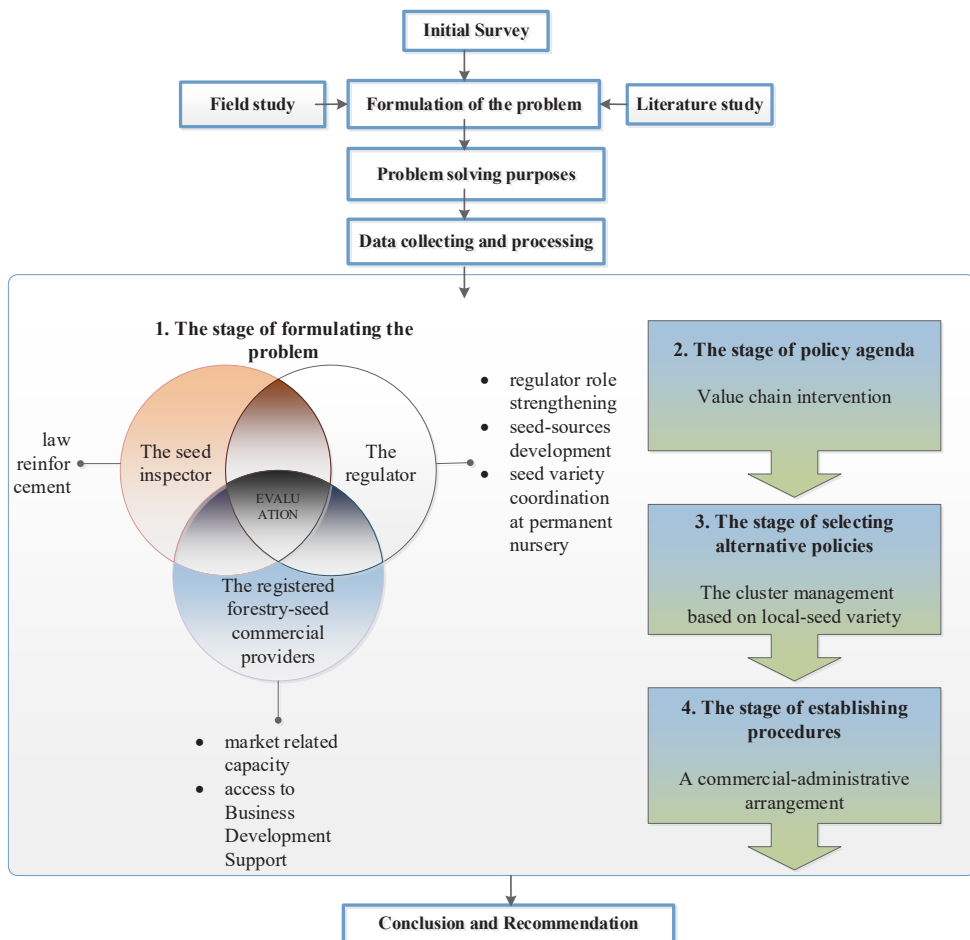 Initial Survey
Field study
Formulation of the problem
Literature study
Problem solving purposes
Data collecting and processing
1. The stage of formulating the
problem
law
reinfor
cement
The seed
inspector
The
regulator
EVALU
ATION
The registered
forestry-seed
commercial
providers
• regulator role
strengthening
• seed-sources
development
• seed variety
coordination
at permanent
nursery
• market related
capacity
• access to
Business
Development
Support
2. The stage of policy agenda
Value chain intervention
3. The stage of selecting
alternative policies
The cluster management
based on local-seed variety
4. The stage of establishing
procedures
A commercial-administrative
arrangement
Conclusion and Recommendation